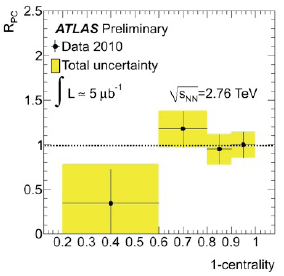 R_PC
2.5
2
1.5
1
0.5
0
ATLAS Preliminary
Data 2010
Total uncertainty
∫ L ≃ 5 μb⁻¹
√s_NN=2.76 TeV
0.2 0.3 0.4 0.5 0.6 0.7 0.8 0.9 1
1-centrality